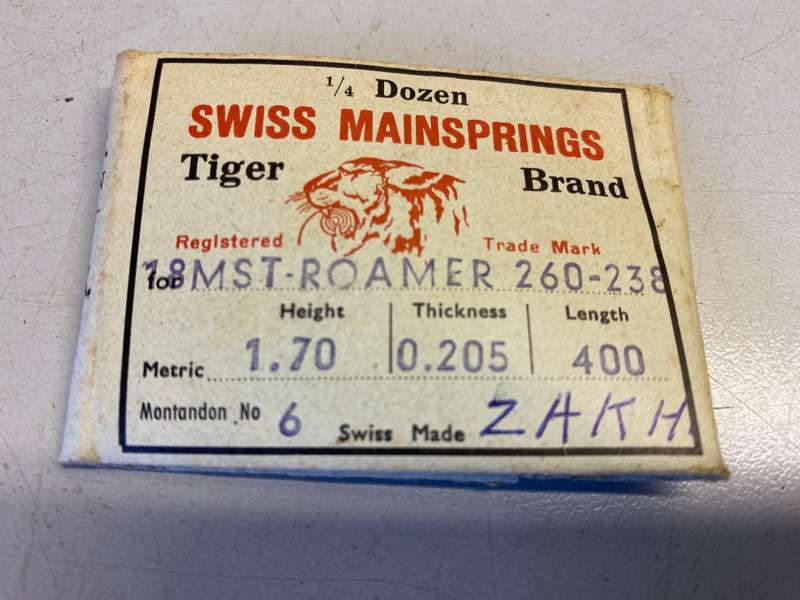 1/4 Dozen
SWISS MAINSPRINGS
Tiger Brand
Registered Trade Mark
for 18MST-ROAMER 260-238
Height Thickness Length
Metric 1.70 0.205 400
Montandon No 6 Swiss Made ZAKH